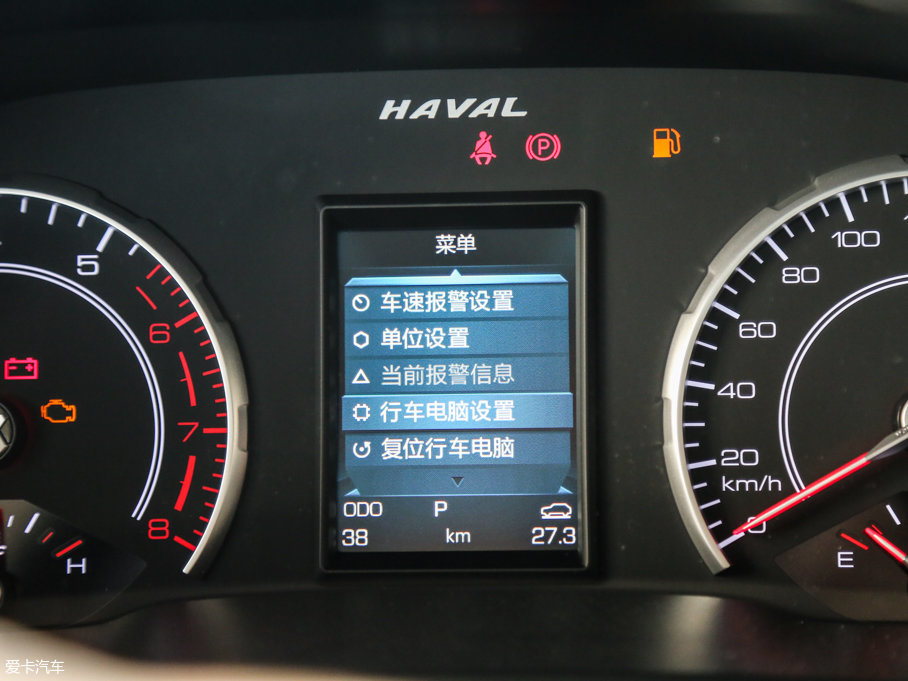 HAVAL
P
菜单
车速报警设置
单位设置
当前报警信息
行车电脑设置
复位行车电脑
ODO P
38 km 27.3
5
6
7
8
H
100
80
60
40
20
km/h
0
E
爱卡汽车